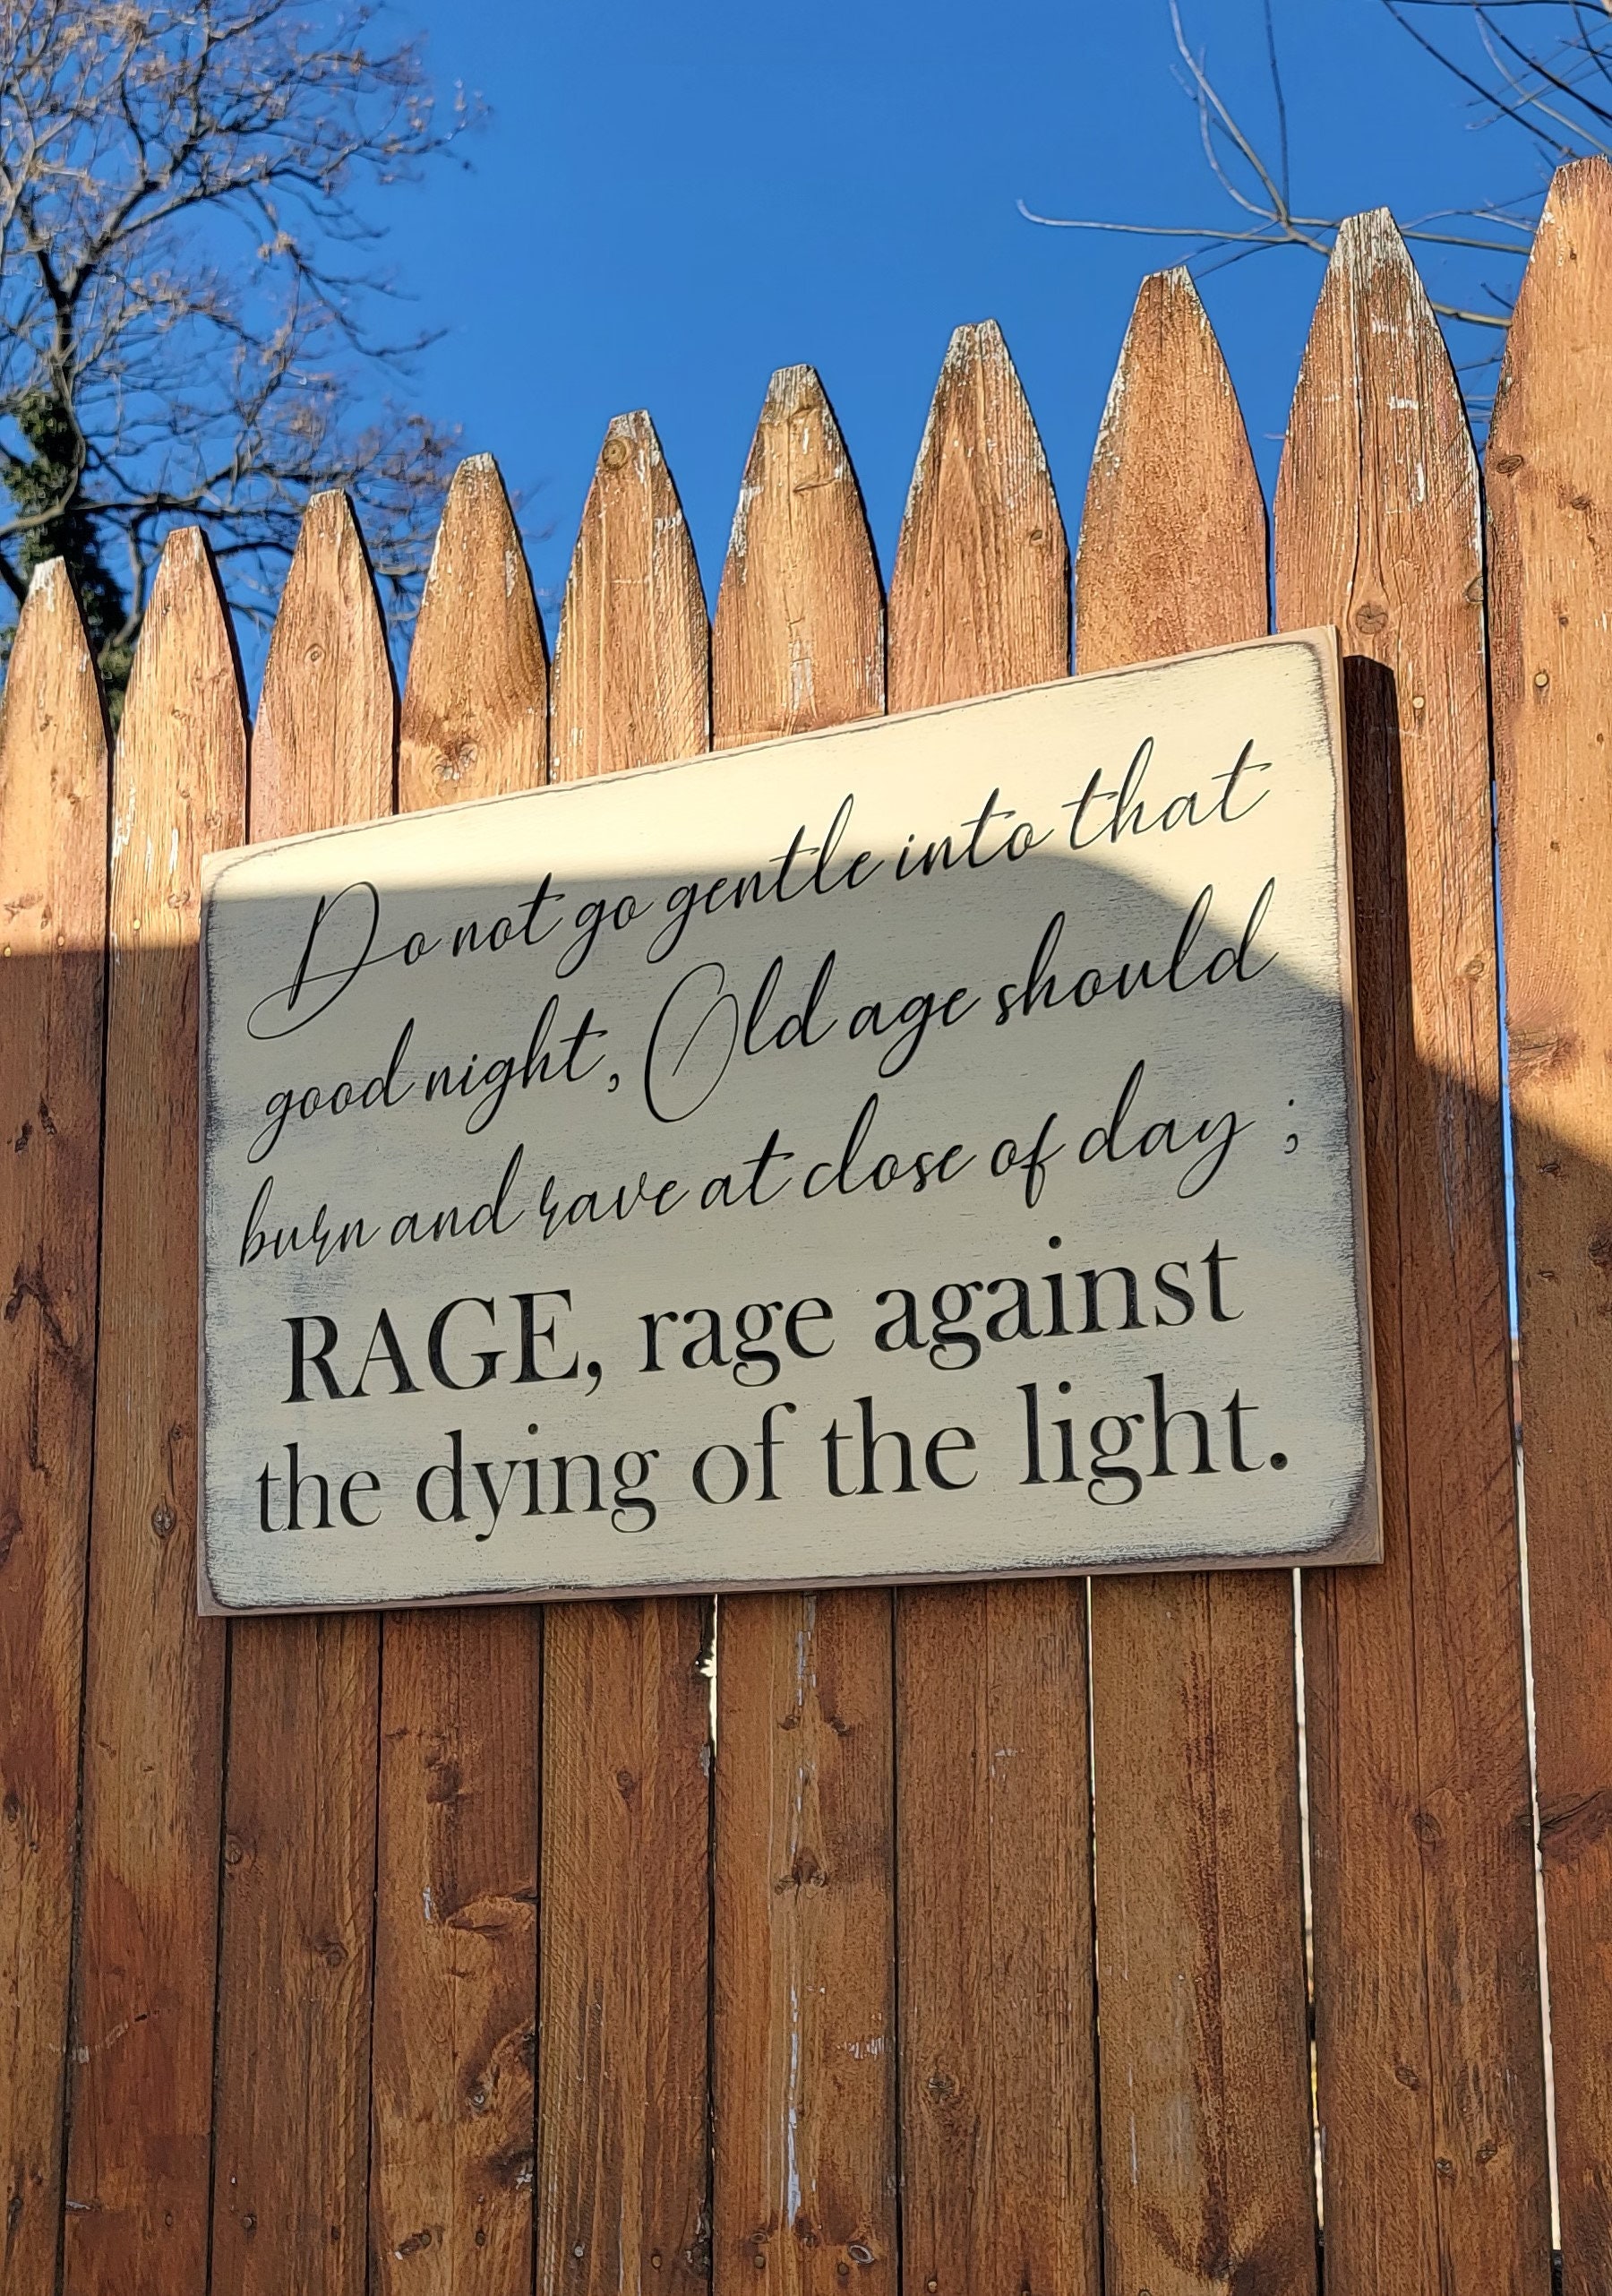 Do not go gentle into that
good night, Old age should
burn and rave at close of day ;
RAGE, rage against
the dying of the light.